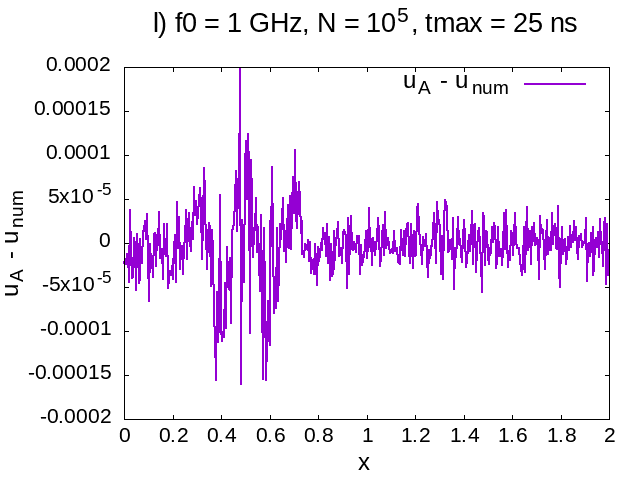 l) f0 = 1 GHz, N = 10⁵, tmax = 25 ns
u_A - u_num
0.0002
0.00015
0.0001
5x10⁻⁵
0
-5x10⁻⁵
-0.0001
-0.00015
-0.0002
u_A - u_num
0 0.2 0.4 0.6 0.8 1 1.2 1.4 1.6 1.8 2
x